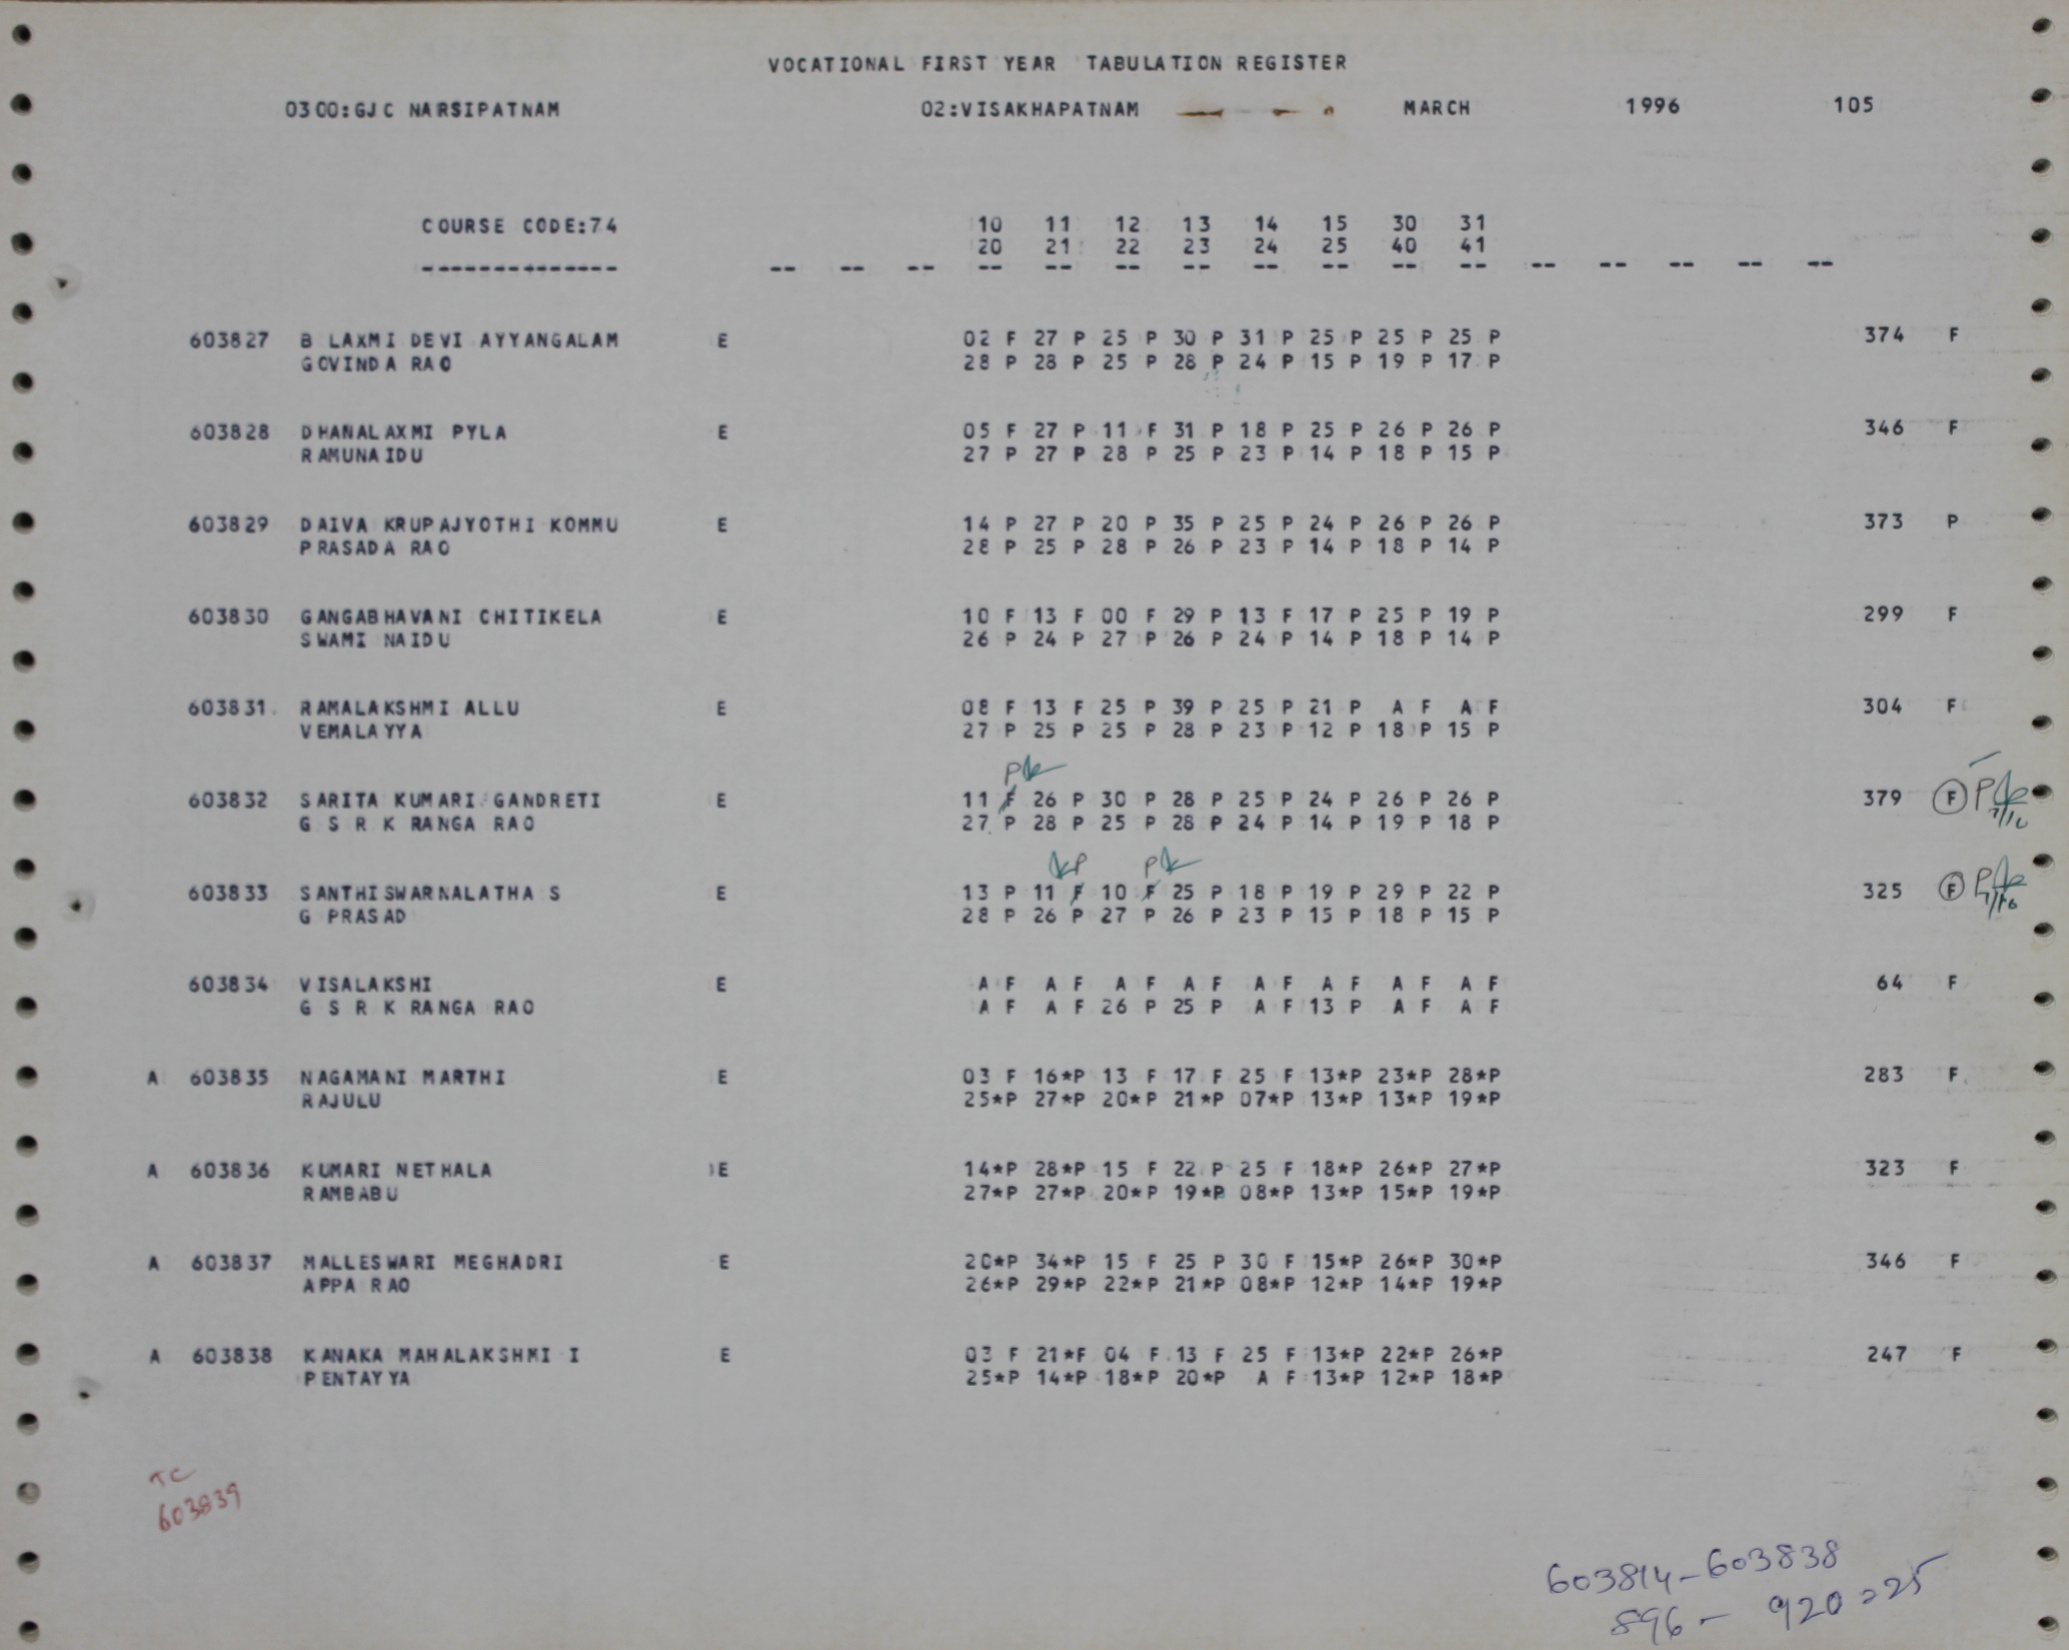 VOCATIONAL FIRST YEAR TABULATION REGISTER
0300:GJC NARSIPATNAM 02:VISAKHAPATNAM MARCH 1996 105
COURSE CODE:74 10 11 12 13 14 15 30 31
20 21 22 23 24 25 40 41
-------------- -- -- -- -- -- -- -- -- -- -- -- -- -- -- -- --
603827 B LAXMI DEVI AYYANGALAM E 02 F 27 P 25 P 30 P 31 P 25 P 25 P 25 P 374 F
GOVINDA RAO 28 P 28 P 25 P 28 P 24 P 15 P 19 P 17 P
603828 DHANALAXMI PYLA E 05 F 27 P 11 F 31 P 18 P 25 P 26 P 26 P 346 F
RAMUNAIDU 27 P 27 P 28 P 25 P 23 P 14 P 18 P 15 P
603829 DAIVA KRUPAJYOTHI KOMMU E 14 P 27 P 20 P 35 P 25 P 24 P 26 P 26 P 373 P
PRASADA RAO 28 P 25 P 28 P 26 P 23 P 14 P 18 P 14 P
603830 GANGABHAVANI CHITIKELA E 10 F 13 F 00 F 29 P 13 F 17 P 25 P 19 P 299 F
SWAMI NAIDU 26 P 24 P 27 P 26 P 24 P 14 P 18 P 14 P
603831 RAMALAKSHMI ALLU E 08 F 13 F 25 P 39 P 25 P 21 P A F A F 304 F
VEMALAYYA 27 P 25 P 25 P 28 P 23 P 12 P 18 P 15 P
P
603832 SARITA KUMARI GANDRETI E 11 F 26 P 30 P 28 P 25 P 24 P 26 P 26 P 379 F P
G S R K RANGA RAO 27 P 28 P 25 P 28 P 24 P 14 P 19 P 18 P
P P
603833 SANTHISWARNALATHA S E 13 P 11 F 10 F 25 P 18 P 19 P 29 P 22 P 325 F P
G PRASAD 28 P 26 P 27 P 26 P 23 P 15 P 18 P 15 P
603834 VISALAKSHI E A F A F A F A F A F A F A F A F 64 F
G S R K RANGA RAO A F A F 26 P 25 P A F 13 P A F A F
A 603835 NAGAMANI MARTHI E 03 F 16*P 13 F 17 F 25 F 13*P 23*P 28*P 283 F
RAJULU 25*P 27*P 20*P 21*P 07*P 13*P 13*P 19*P
A 603836 KUMARI NETHALA E 14*P 28*P 15 F 22 P 25 F 18*P 26*P 27*P 323 F
RAMBABU 27*P 27*P 20*P 19*P 08*P 13*P 15*P 19*P
A 603837 MALLESWARI MEGHADRI E 20*P 34*P 15 F 25 P 30 F 15*P 26*P 30*P 346 F
APPA RAO 26*P 29*P 22*P 21*P 08*P 12*P 14*P 19*P
A 603838 KANAKA MAHALAKSHMI I E 03 F 21*F 04 F 13 F 25 F 13*P 22*P 26*P 247 F
PENTAYYA 25*P 14*P 18*P 20*P A F 13*P 12*P 18*P
TC
603839
603814-603838
896 - 920=25